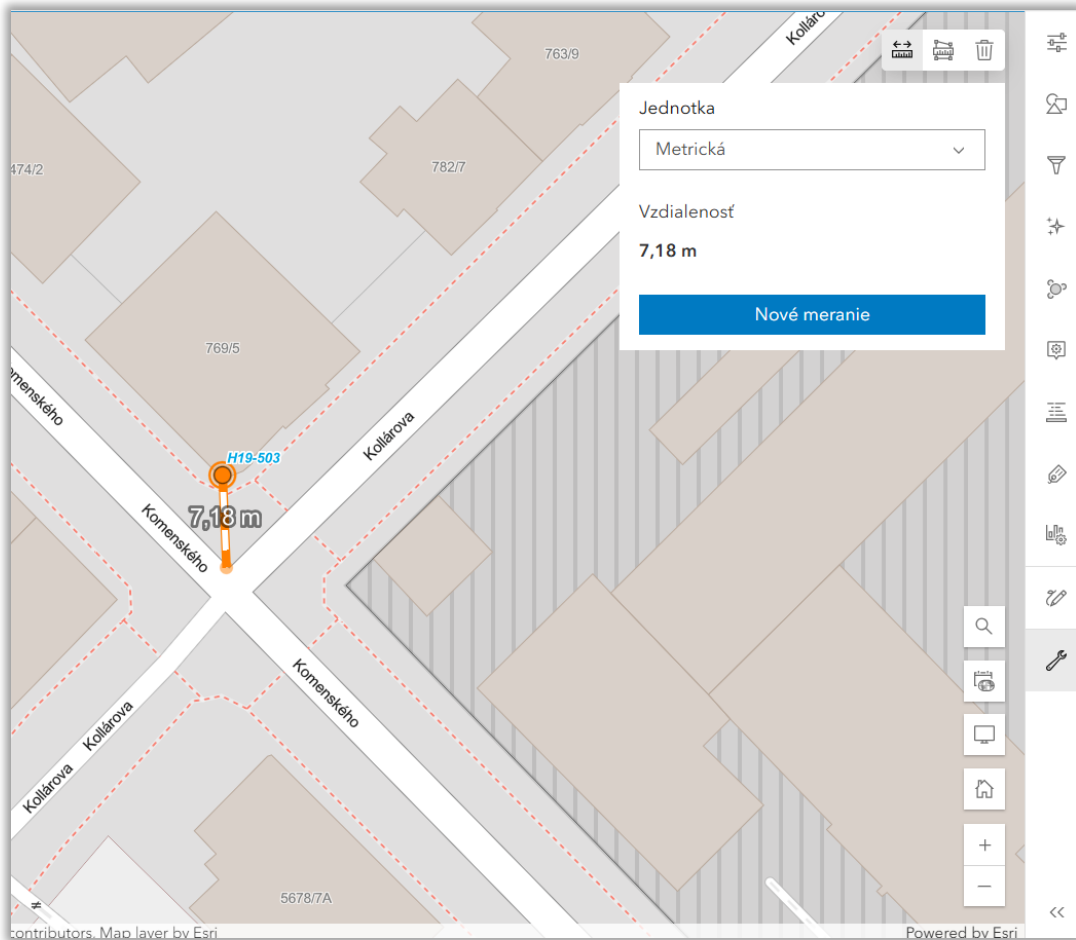 Kollárova
763/9
474/2
782/7
Jednotka
Metrická
Vzdialenosť
7,18 m
Nové meranie
769/5
Komenského
Kollárova
H19-503
7,18 m
Komenského
Komenského
Kollárova
Kollárova
5678/7A
contributors. Map layer by Esri
Powered by Esri